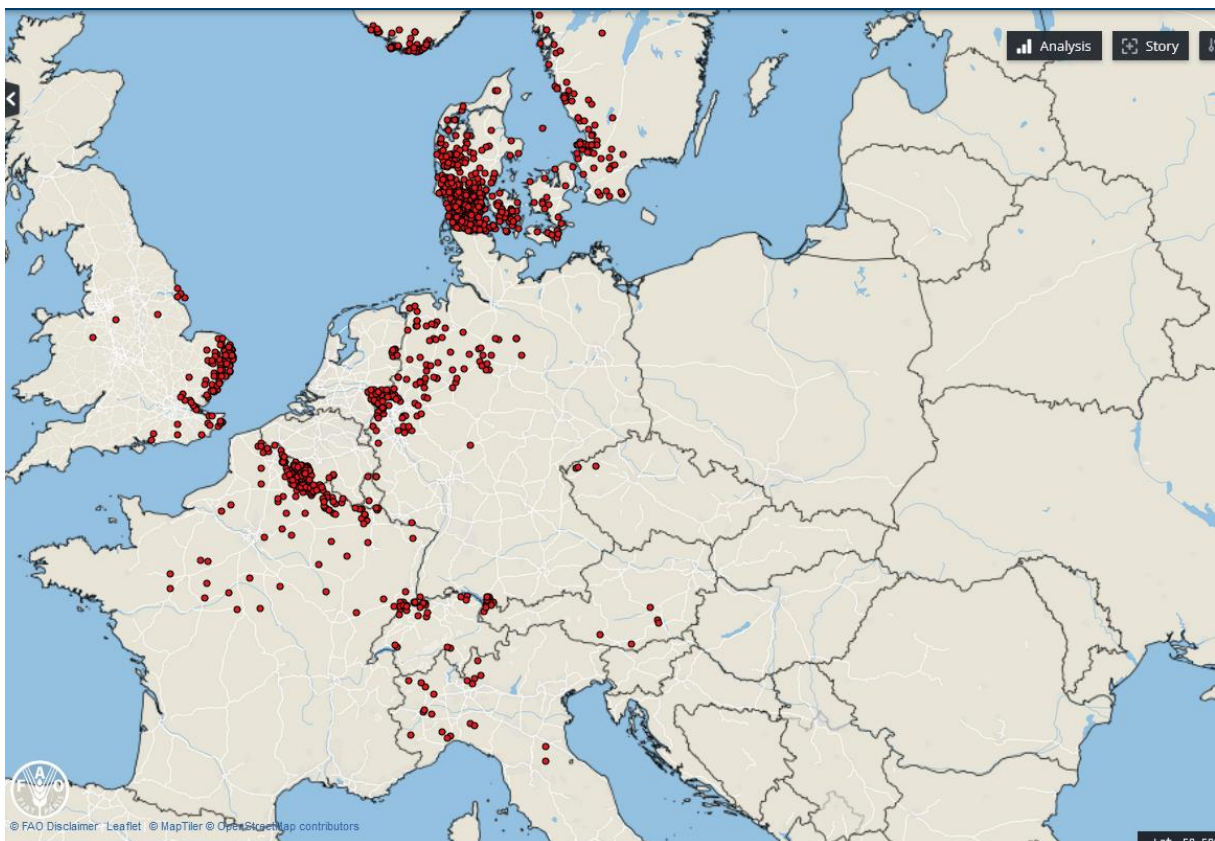 Analysis
Story
F A O
© FAO Disclaimer Leaflet © MapTiler © OpenStreetMap contributors